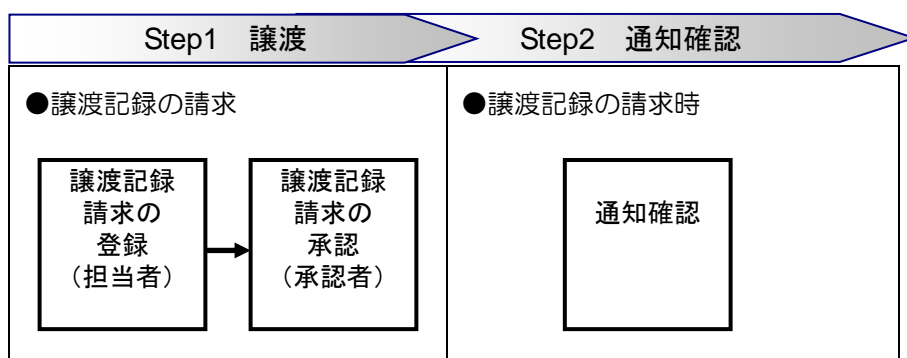 Step1 譲渡
Step2 通知確認
●譲渡記録の請求
●譲渡記録の請求時
譲渡記録
請求の
登録
（担当者）
譲渡記録
請求の
承認
（承認者）
通知確認